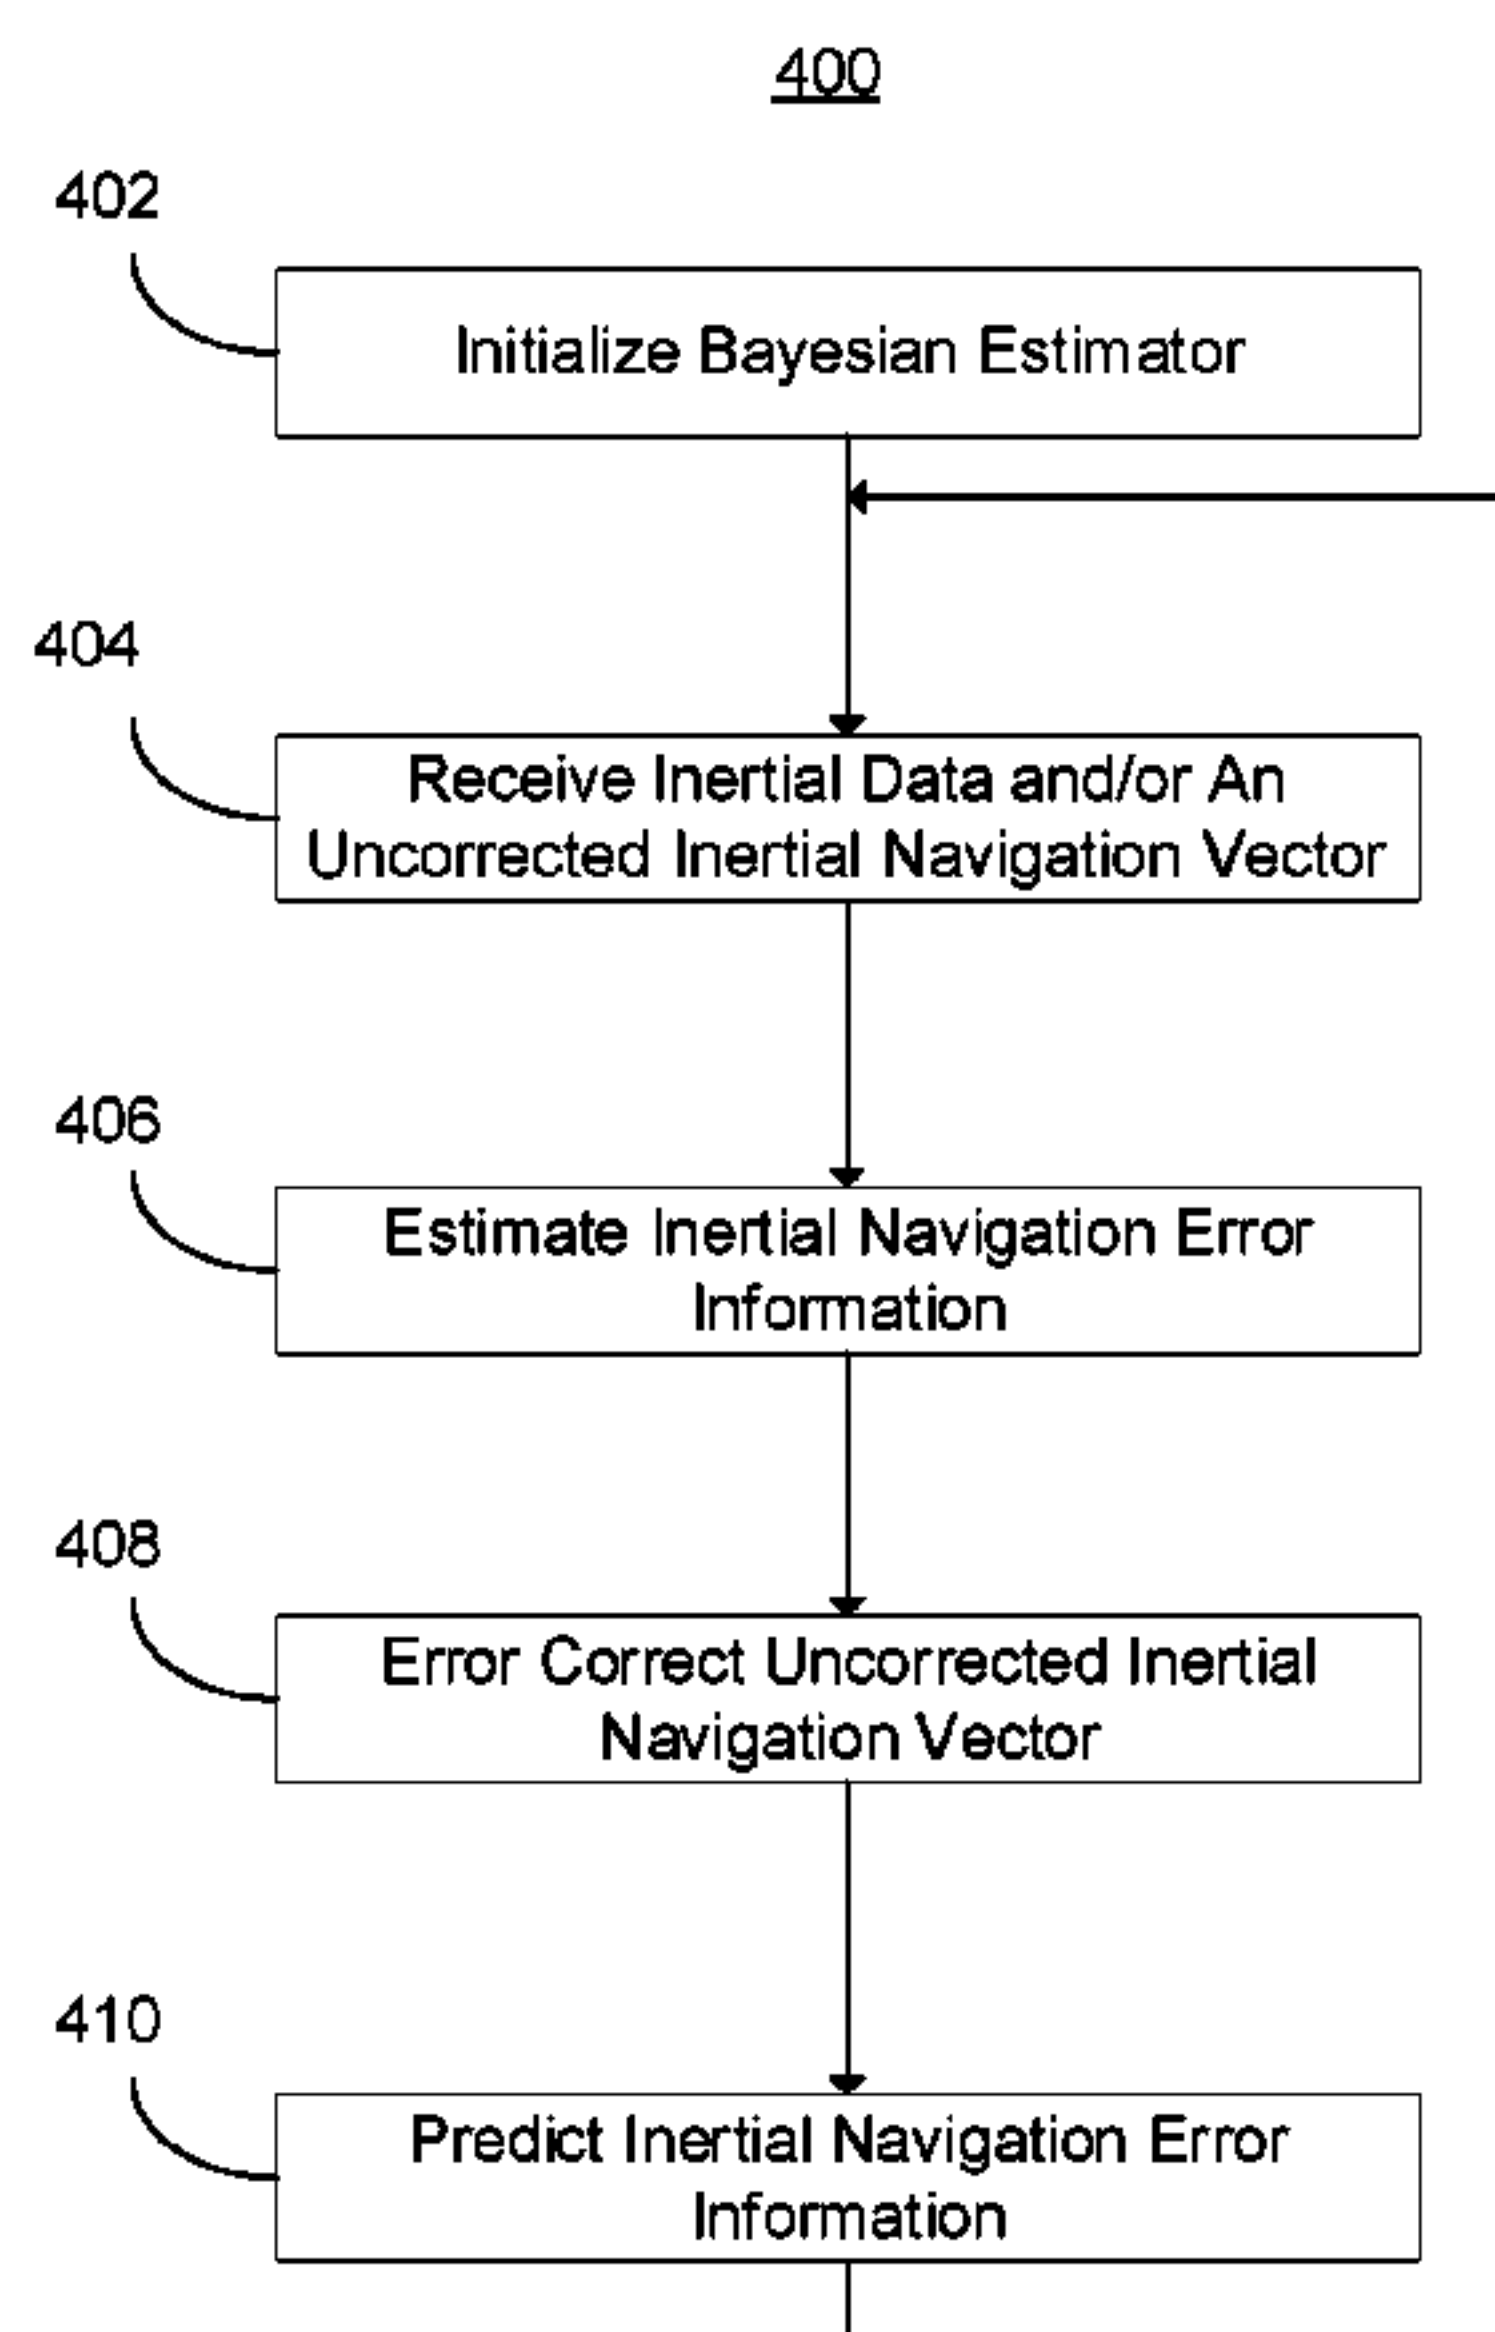 400
402
Initialize Bayesian Estimator
404
Receive Inertial Data and/or An
Uncorrected Inertial Navigation Vector
406
Estimate Inertial Navigation Error
Information
408
Error Correct Uncorrected Inertial
Navigation Vector
410
Predict Inertial Navigation Error
Information